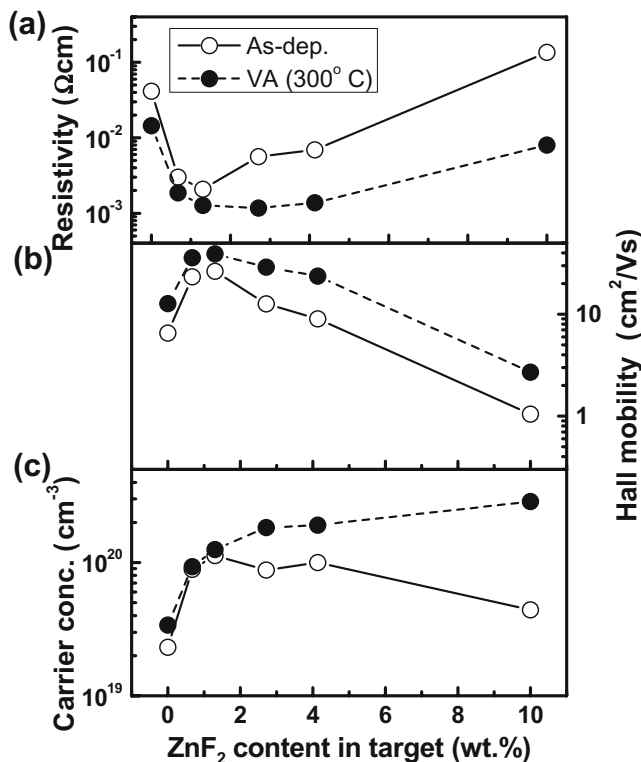 (a)
As-dep.
VA (300° C)
Resistivity (Ωcm)
10⁻¹
10⁻²
10⁻³
(b)
Hall mobility (cm²/Vs)
10
1
(c)
Carrier conc. (cm⁻³)
10²⁰
10¹⁹
0 2 4 6 8 10
ZnF₂ content in target (wt.%)